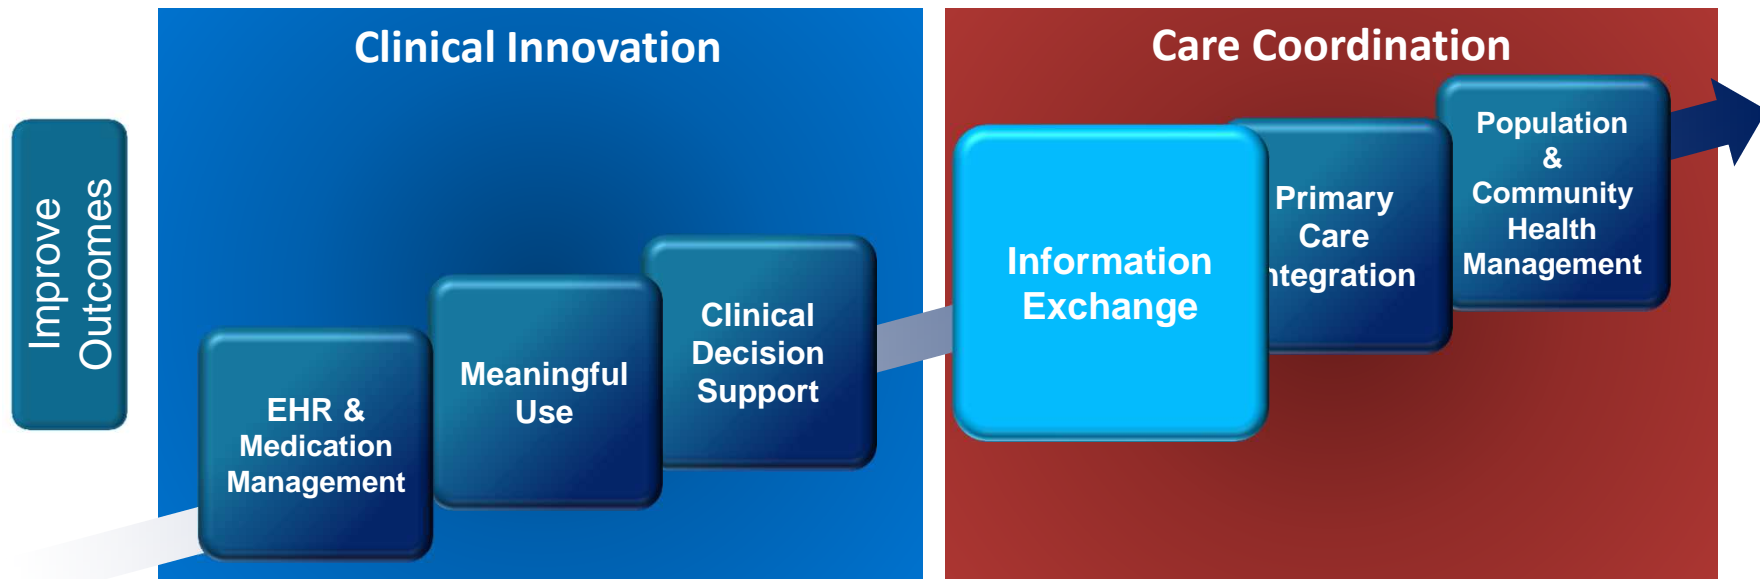 Improve
Outcomes
Clinical Innovation
EHR &
Medication
Management
Meaningful
Use
Clinical
Decision
Support
Care Coordination
Information
Exchange
Primary
Care
ntegration
Population
&
Community
Health
Management